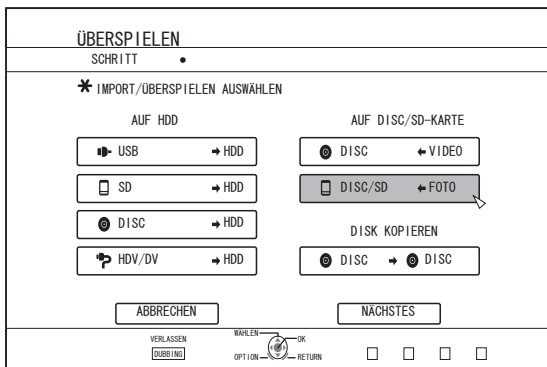 ÜBERSPIELEN
SCHRITT
IMPORT/ÜBERSPIELEN AUSWÄHLEN
AUF HDD
USB → HDD
SD → HDD
DISC → HDD
HDV/DV → HDD
AUF DISC/SD-KARTE
DISC ← VIDEO
DISC/SD ← FOTO
DISK KOPIEREN
DISC → DISC
ABBRECHEN
NÄCHSTES
VERLASSEN
DUBBING
WÄHLEN
OK
OPTION
RETURN